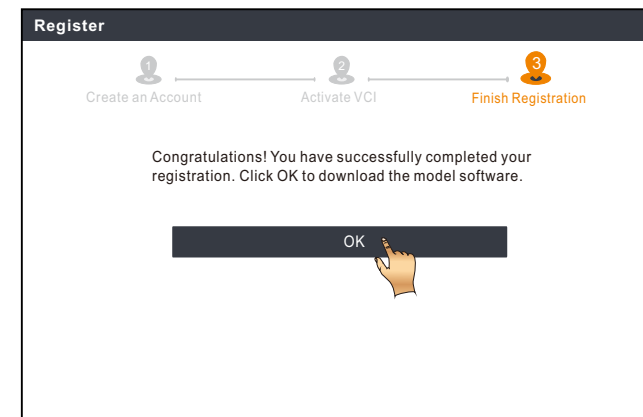 Register
1 2 3
Create an Account Activate VCI Finish Registration
Congratulations! You have successfully completed your
registration. Click OK to download the model software.
OK